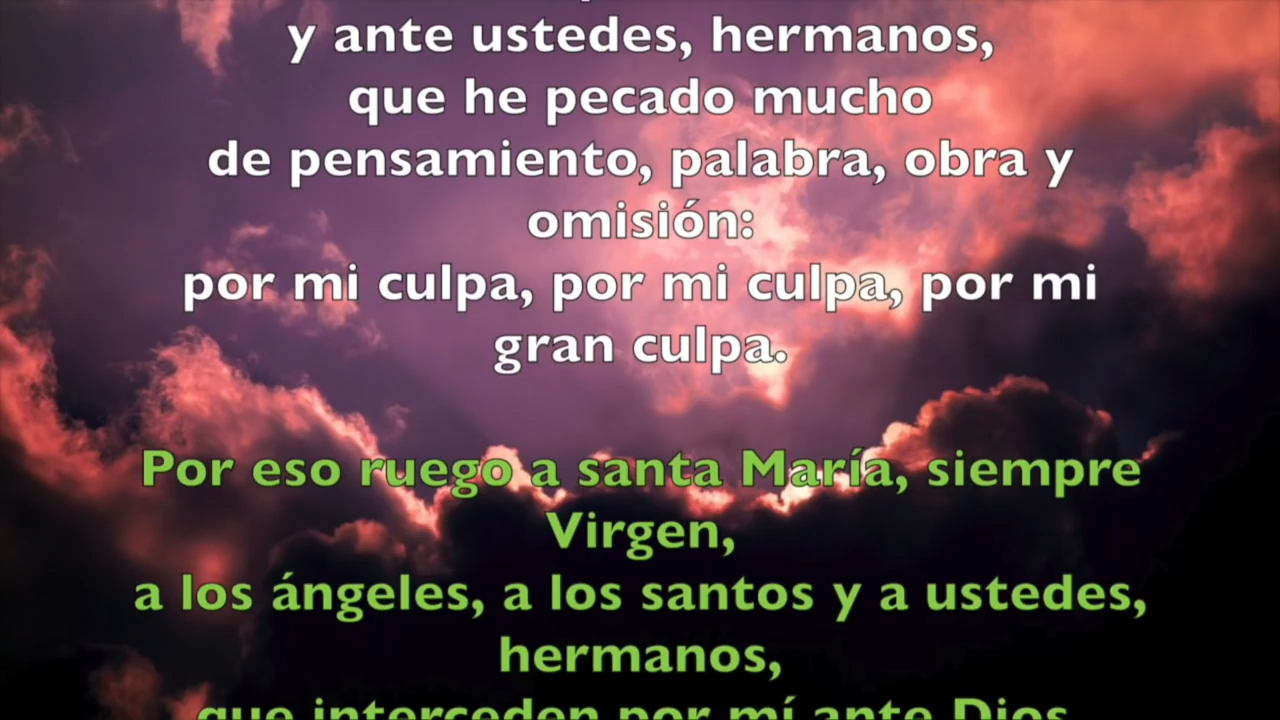 y ante ustedes, hermanos,
que he pecado mucho
de pensamiento, palabra, obra y
omisión:
por mi culpa, por mi culpa, por mi
gran culpa.
Por eso ruego a santa María, siempre
Virgen,
a los ángeles, a los santos y a ustedes,
hermanos,
que interceden por mí ante Dios